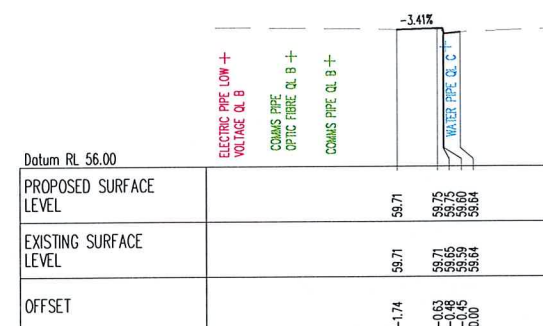 -3.41%
ELECTRIC PIPE LOW
VOLTAGE QL B
COMMS PIPE
OPTIC FIBRE QL B
COMMS PIPE QL B
WATER PIPE QL C
Datum RL 56.00
PROPOSED SURFACE
LEVEL
59.71
59.75
59.75
59.60
59.64
EXISTING SURFACE
LEVEL
59.71
59.71
59.65
59.59
59.64
OFFSET
-1.74
-0.63
-0.48
-0.45
0.00